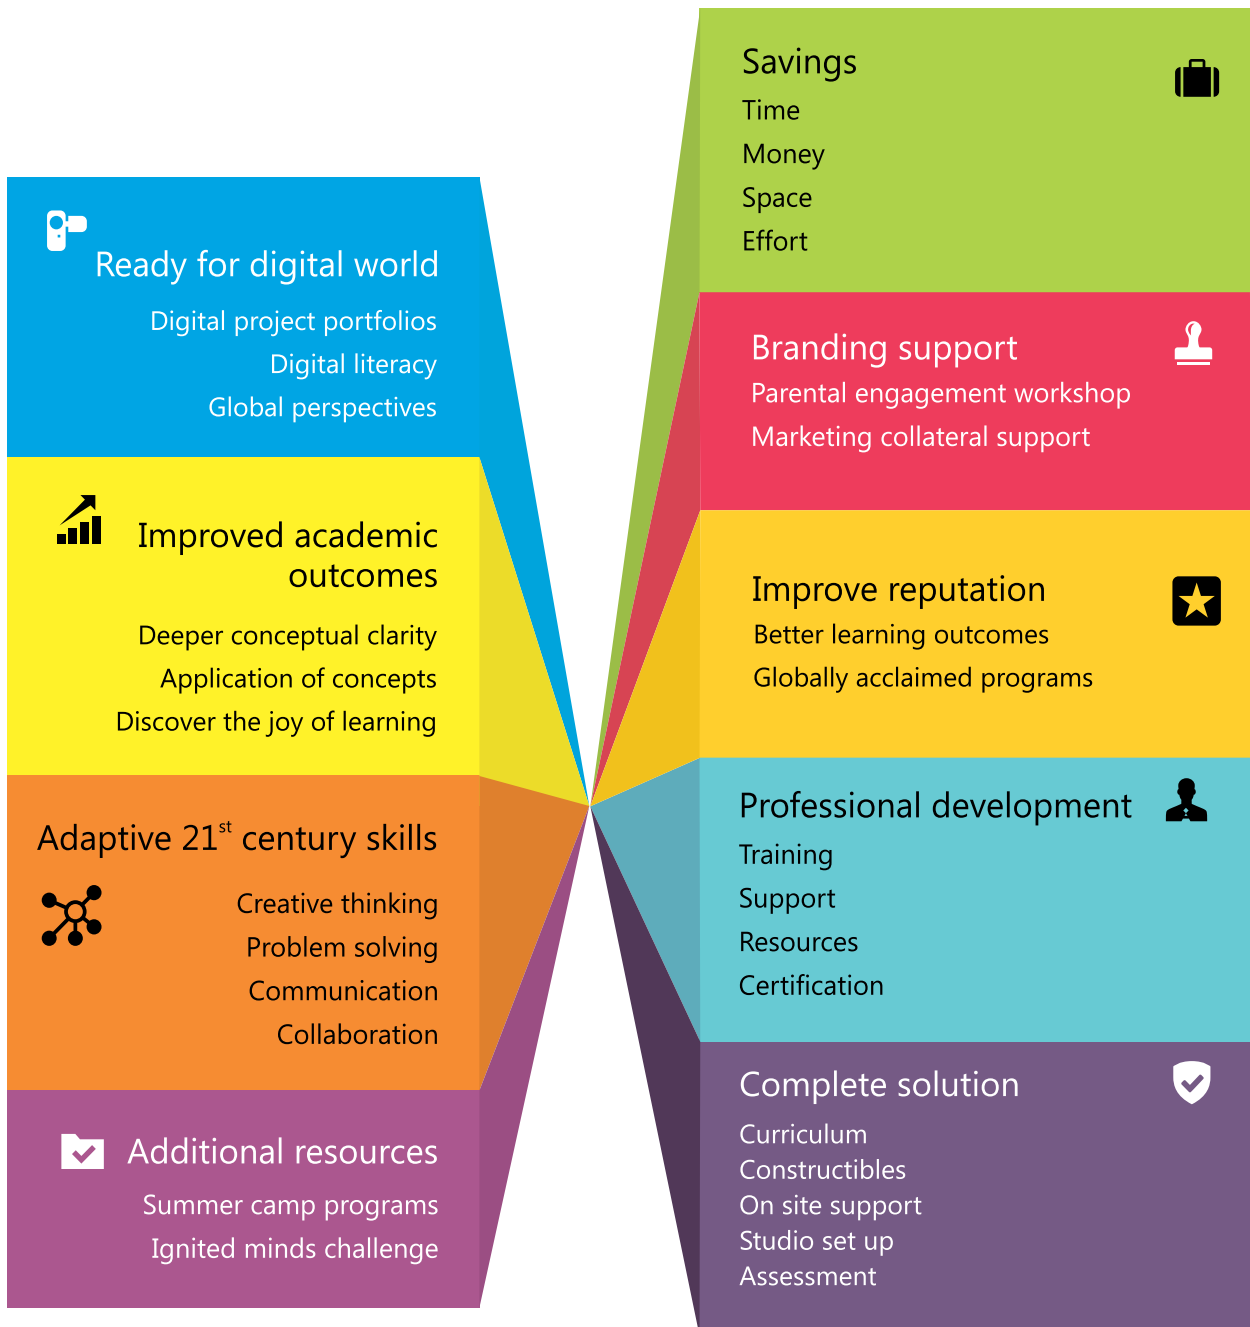 Ready for digital world
Digital project portfolios
Digital literacy
Global perspectives
Improved academic
outcomes
Deeper conceptual clarity
Application of concepts
Discover the joy of learning
Adaptive 21st century skills
Creative thinking
Problem solving
Communication
Collaboration
Additional resources
Summer camp programs
Ignited minds challenge
Savings
Time
Money
Space
Effort
Branding support
Parental engagement workshop
Marketing collateral support
Improve reputation
Better learning outcomes
Globally acclaimed programs
Professional development
Training
Support
Resources
Certification
Complete solution
Curriculum
Constructibles
On site support
Studio set up
Assessment